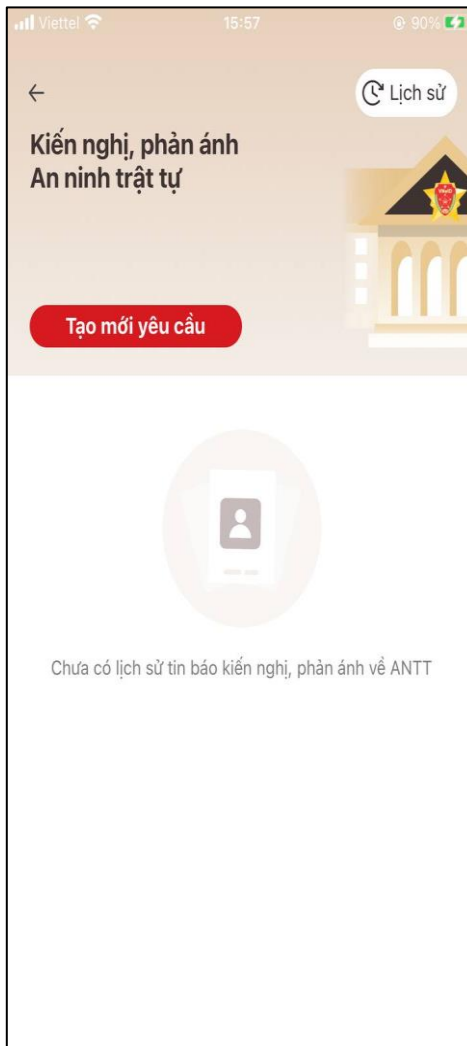 Viettel 15:57 90%
Lịch sử
Kiến nghị, phản ánh
An ninh trật tự
Tạo mới yêu cầu
Chưa có lịch sử tin báo kiến nghị, phản ánh về ANTT